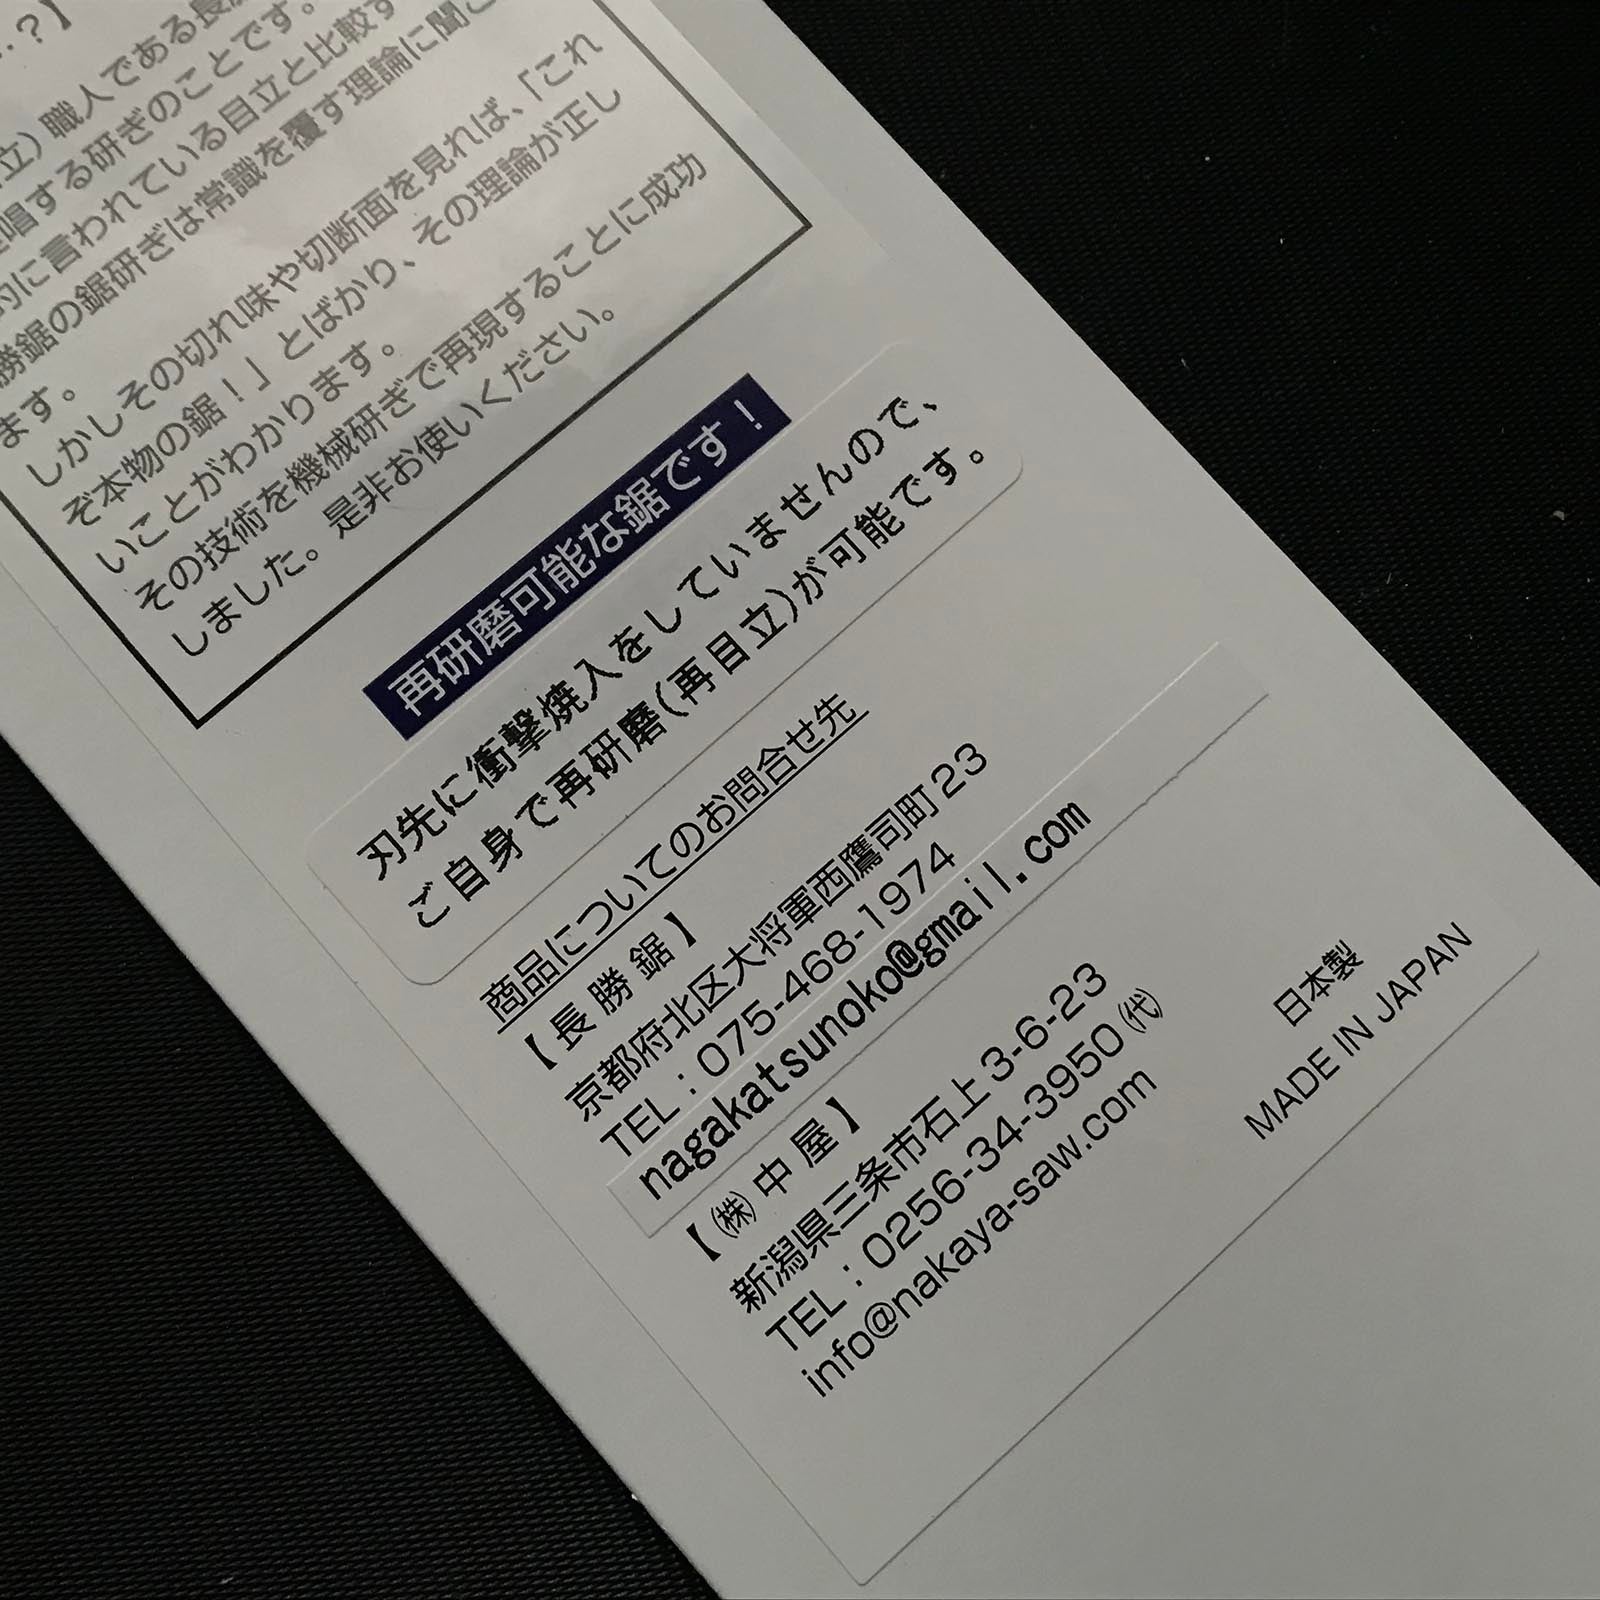 …?】
立)職人である長
唱する研ぎのことです。
的に言われている目立と比較す
勝鋸の鋸研ぎは常識を覆す理論に聞こ
ます。
しかしその切れ味や切断面を見れば、「これ
ぞ本物の鋸！」とばかり、その理論が正し
いことがわかります。
その技術を機械研ぎで再現することに成功
しました。是非お使いください。
再研磨可能な鋸です！
刃先に衝撃焼入をしていませんので、
ご自身で再研磨(再目立)が可能です。
商品についてのお問合せ先
【長勝鋸】
京都府北区大将軍西鷹司町23
TEL：075-468-1974
nagakatsunoko@gmail.com
【㈱中屋】
新潟県三条市石上3-6-23
TEL：0256-34-3950㈹
info@nakaya-saw.com
日本製
MADE IN JAPAN